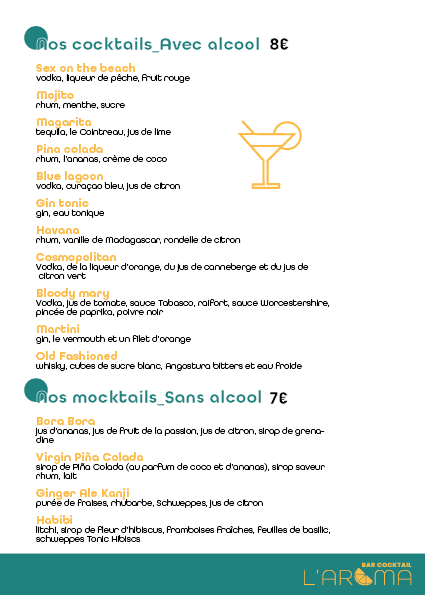 Nos cocktails_Avec alcool 8€
Sex on the beach
vodka, liqueur de pêche, fruit rouge
Mojito
rhum, menthe, sucre
Magarita
tequila, le Cointreau, jus de lime
Pina colada
rhum, l'ananas, crème de coco
Blue lagoon
vodka, curaçao bleu, jus de citron
Gin tonic
gin, eau tonique
Havana
rhum, vanille de Madagascar, rondelle de citron
Cosmopolitan
Vodka, de la liqueur d'orange, du jus de canneberge et du jus de
citron vert
Bloody mary
Vodka, jus de tomate, sauce Tabasco, raifort, sauce Worcestershire,
pincée de paprika, poivre noir
Martini
gin, le vermouth et un filet d'orange
Old Fashioned
whisky, cubes de sucre blanc, Angostura bitters et eau froide
Nos mocktails_Sans alcool 7€
Bora Bora
jus d'ananas, jus de fruit de la passion, jus de citron, sirop de grena-
dine
Virgin Piña Colada
sirop de Piña Colada (au parfum de coco et d'ananas), sirop saveur
rhum, lait
Ginger Ale Kanji
purée de fraises, rhubarbe, Schweppes, jus de citron
Habibi
litchi, sirop de fleur d'hibiscus, framboises fraîches, feuilles de basilic,
schweppes Tonic Hibiscs
BAR COCKTAIL
L'AROMA